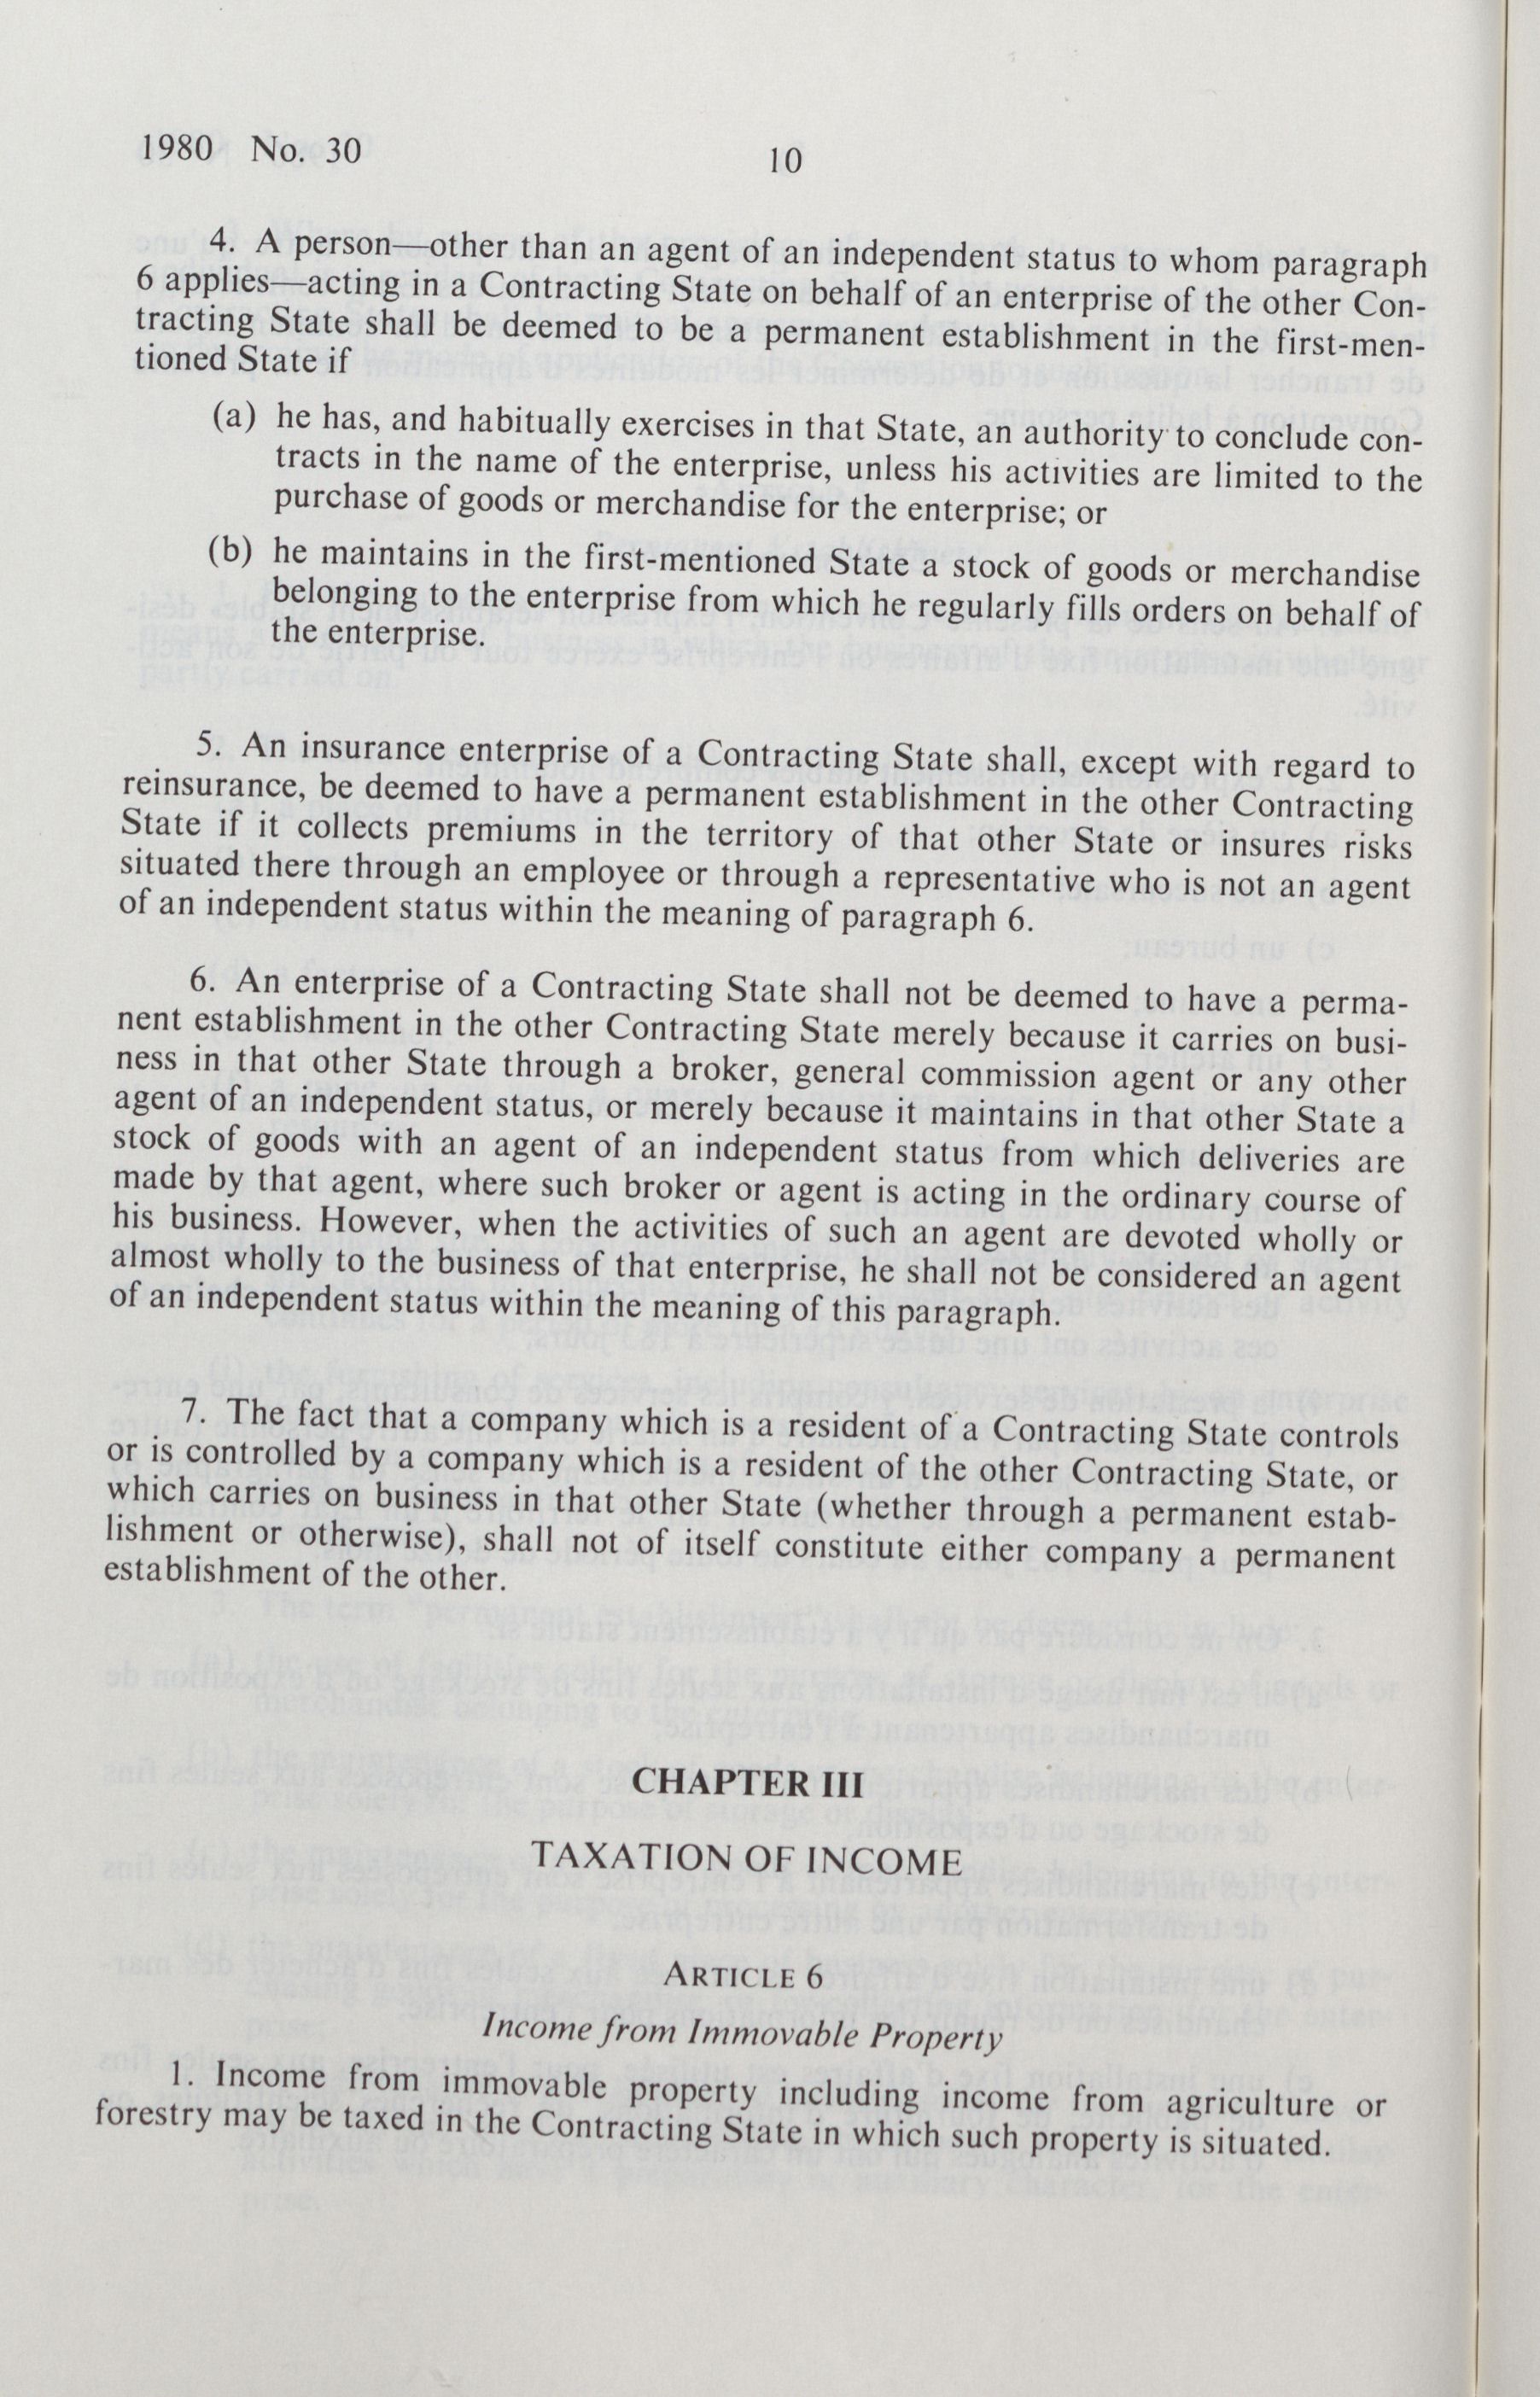 1980 No. 30
10
4. A person—other than an agent of an independent status to whom paragraph
6 applies—acting in a Contracting State on behalf of an enterprise of the other Con-
tracting State shall be deemed to be a permanent establishment in the first-men-
tioned State if
(a) he has, and habitually exercises in that State, an authority to conclude con-
tracts in the name of the enterprise, unless his activities are limited to the
purchase of goods or merchandise for the enterprise; or
(b) he maintains in the first-mentioned State a stock of goods or merchandise
belonging to the enterprise from which he regularly fills orders on behalf of
the enterprise.
5. An insurance enterprise of a Contracting State shall, except with regard to
reinsurance, be deemed to have a permanent establishment in the other Contracting
State if it collects premiums in the territory of that other State or insures risks
situated there through an employee or through a representative who is not an agent
of an independent status within the meaning of paragraph 6.
6. An enterprise of a Contracting State shall not be deemed to have a perma-
nent establishment in the other Contracting State merely because it carries on busi-
ness in that other State through a broker, general commission agent or any other
agent of an independent status, or merely because it maintains in that other State a
stock of goods with an agent of an independent status from which deliveries are
made by that agent, where such broker or agent is acting in the ordinary course of
his business. However, when the activities of such an agent are devoted wholly or
almost wholly to the business of that enterprise, he shall not be considered an agent
of an independent status within the meaning of this paragraph.
7. The fact that a company which is a resident of a Contracting State controls
or is controlled by a company which is a resident of the other Contracting State, or
which carries on business in that other State (whether through a permanent estab-
lishment or otherwise), shall not of itself constitute either company a permanent
establishment of the other.
CHAPTER III
TAXATION OF INCOME
ARTICLE 6
Income from Immovable Property
1. Income from immovable property including income from agriculture or
forestry may be taxed in the Contracting State in which such property is situated.